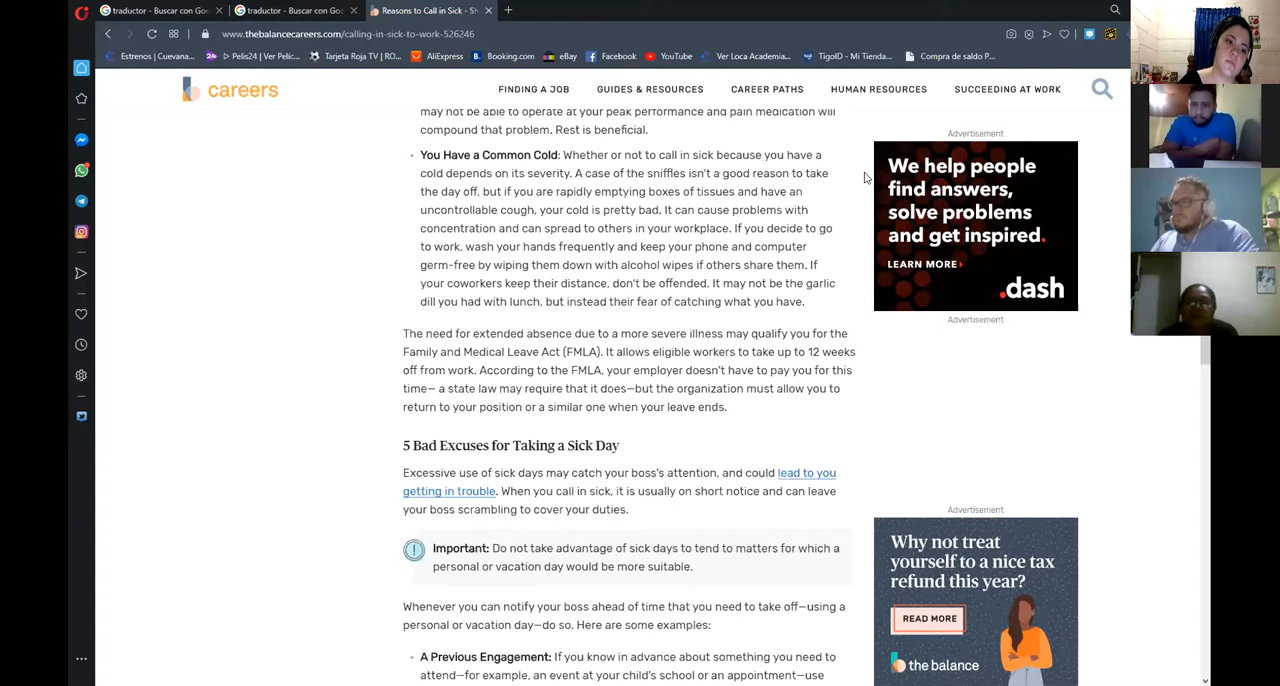 traductor - Buscar con Goo
traductor - Buscar con Goo
Reasons to Call in Sick - Sh
www.thebalancecareers.com/calling-in-sick-to-work-526246
Estrenos | Cuevana...
24
Pelis24 | Ver Pelíc...
Tarjeta Roja TV | RO...
AliExpress
Booking.com
eBay
Facebook
YouTube
Ver Loca Academia...
TigoID - Mi Tienda...
Compra de saldo P...
careers
FINDING A JOB
GUIDES & RESOURCES
CAREER PATHS
HUMAN RESOURCES
SUCCEEDING AT WORK
may not be able to operate at your peak performance and pain medication will
compound that problem. Rest is beneficial.
You Have a Common Cold: Whether or not to call in sick because you have a
cold depends on its severity. A case of the sniffles isn't a good reason to take
the day off, but if you are rapidly emptying boxes of tissues and have an
uncontrollable cough, your cold is pretty bad. It can cause problems with
concentration and can spread to others in your workplace. If you decide to go
to work, wash your hands frequently and keep your phone and computer
germ-free by wiping them down with alcohol wipes if others share them. If
your coworkers keep their distance, don't be offended. It may not be the garlic
dill you had with lunch, but instead their fear of catching what you have.
The need for extended absence due to a more severe illness may qualify you for the
Family and Medical Leave Act (FMLA). It allows eligible workers to take up to 12 weeks
off from work. According to the FMLA, your employer doesn't have to pay you for this
time— a state law may require that it does—but the organization must allow you to
return to your position or a similar one when your leave ends.
5 Bad Excuses for Taking a Sick Day
Excessive use of sick days may catch your boss's attention, and could lead to you
getting in trouble. When you call in sick, it is usually on short notice and can leave
your boss scrambling to cover your duties.
Important: Do not take advantage of sick days to tend to matters for which a
personal or vacation day would be more suitable.
Whenever you can notify your boss ahead of time that you need to take off—using a
personal or vacation day—do so. Here are some examples:
A Previous Engagement: If you know in advance about something you need to
attend—for example, an event at your child's school or an appointment—use
Advertisement
We help people
find answers,
solve problems
and get inspired.
LEARN MORE
.dash
Advertisement
Advertisement
Why not treat
yourself to a nice tax
refund this year?
READ MORE
the balance